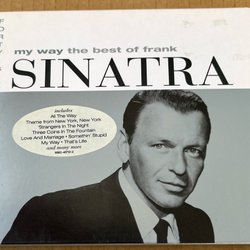 my way the best of frank
SINATRA
includes
All The Way
Theme from New York, New York
Strangers In The Night
Three Coins In The Fountain
Love And Marriage • Somethin' Stupid
My Way • That's Life
and many more